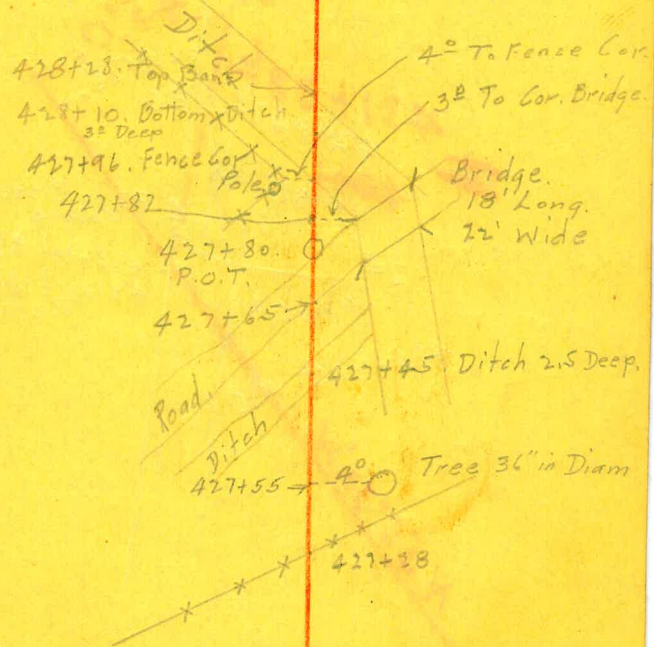 Ditch
4° To Fence Cor.
428+28. Top Bank
3° To Cor. Bridge.
428+10. Bottom Ditch
3° Deep
427+96. Fence Cor
Pole
Bridge.
18' Long.
22' Wide
427+82
427+80.
P.O.T.
427+65
427+45. Ditch 2.5 Deep.
Road.
Ditch
427+55 4° Tree 36" in Diam
427+28